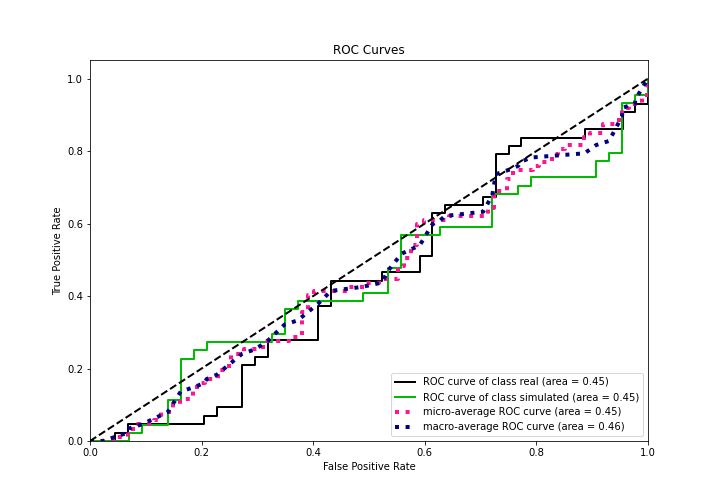 ROC Curves
True Positive Rate
1.0
0.8
0.6
0.4
0.2
0.0
0.0 0.2 0.4 0.6 0.8 1.0
False Positive Rate
ROC curve of class real (area = 0.45)
ROC curve of class simulated (area = 0.45)
micro-average ROC curve (area = 0.45)
macro-average ROC curve (area = 0.46)